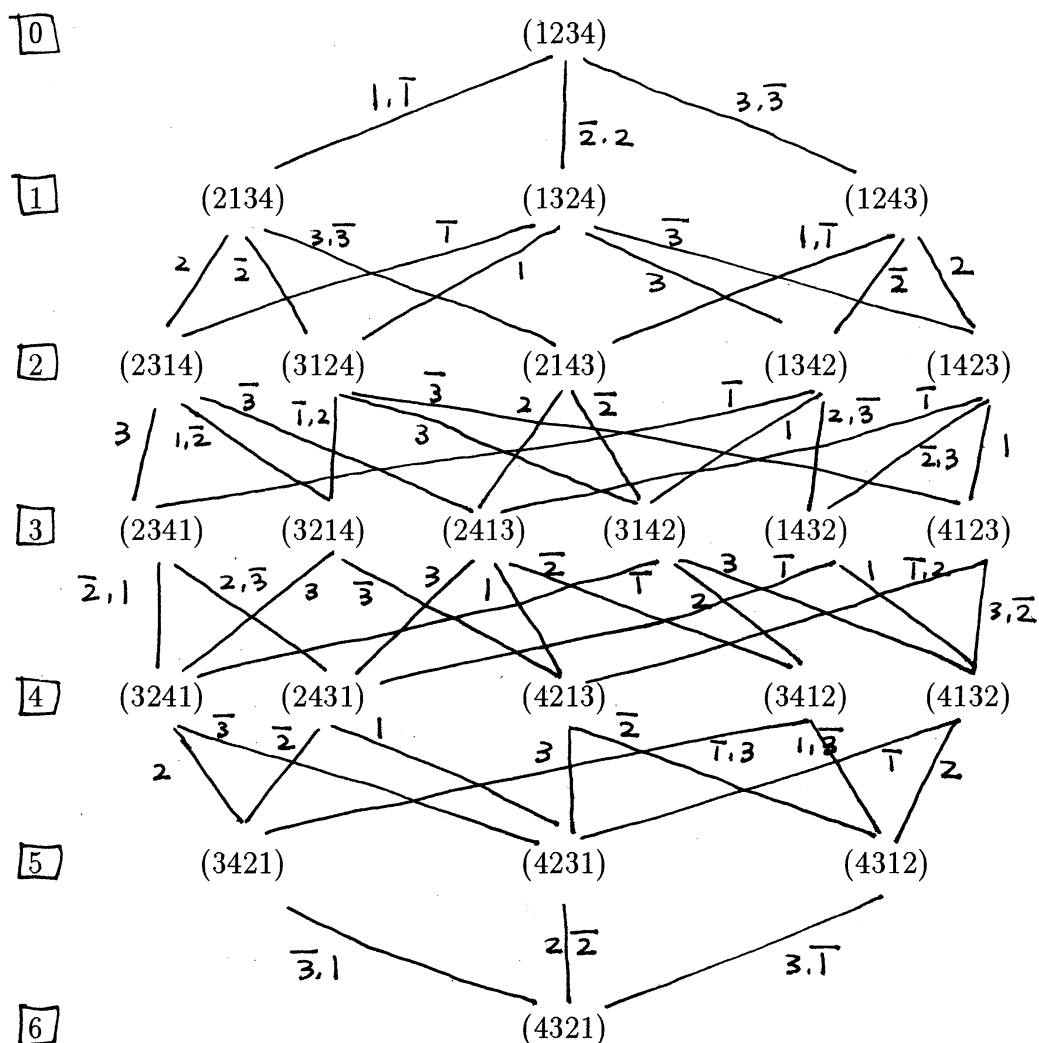 0 (1234)
1,1̅ 2̅.2 3,3̅
1 (2134) (1324) (1243)
2 2̅ 3,3̅ 1̅ 1 3 3̅ 1,1̅ 2̅ 2
2 (2314) (3124) (2143) (1342) (1423)
3 1,2̅ 3̅ 1̅,2 3̅ 3 2 2̅ 1̅ 1 2,3̅ 1̅ 2̅,3 1
3 (2341) (3214) (2413) (3142) (1432) (4123)
2̅,1 2,3̅ 3 3̅ 3 1 2̅ 1̅ 2 3 1̅ 1 1̅,2 3,2̅
4 (3241) (2431) (4213) (3412) (4132)
2 3̅ 2̅ 1 3 2̅ 1̅,3 1,3̅ 1̅ 2
5 (3421) (4231) (4312)
3̅,1 2 2̅ 3,1̅
6 (4321)